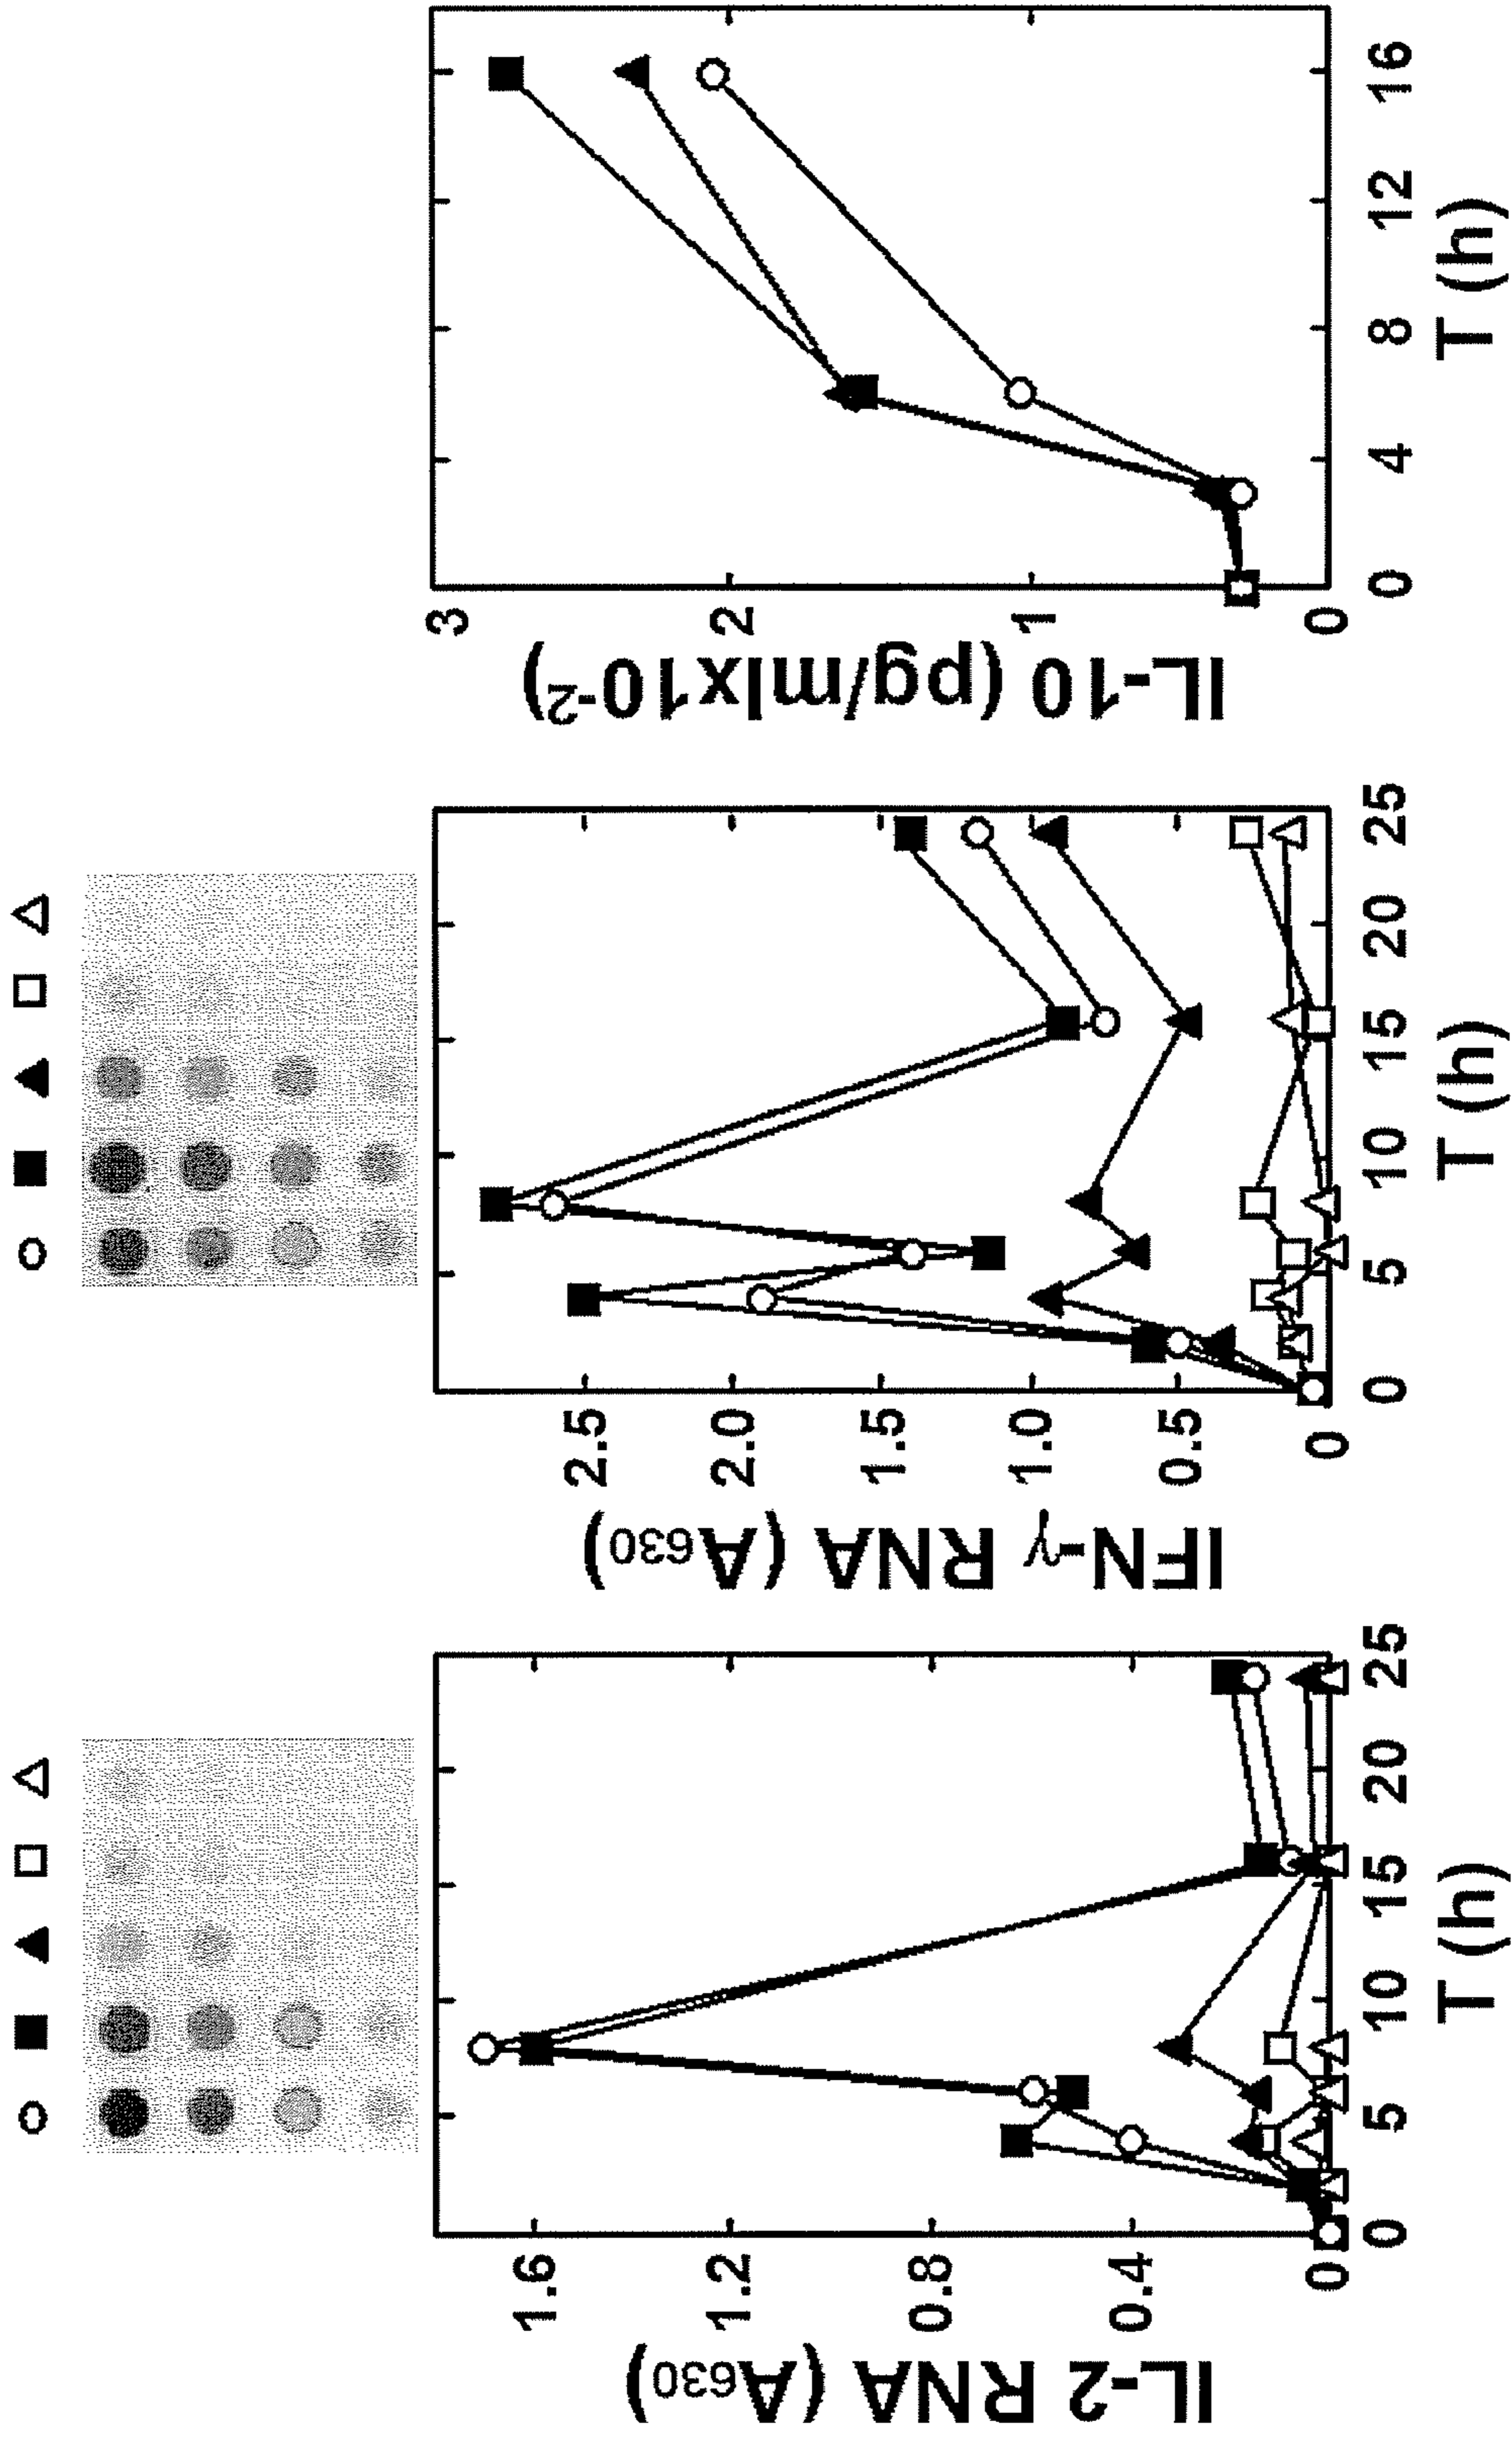 IL-2 RNA (A630)
1.6
1.2
0.8
0.4
0
0 5 10 15 20 25
T (h)
IFN-γ RNA (A630)
2.5
2.0
1.5
1.0
0.5
0
0 5 10 15 20 25
T (h)
IL-10 (pg/mlx10-2)
3
2
1
0
0 4 8 12 16
T (h)